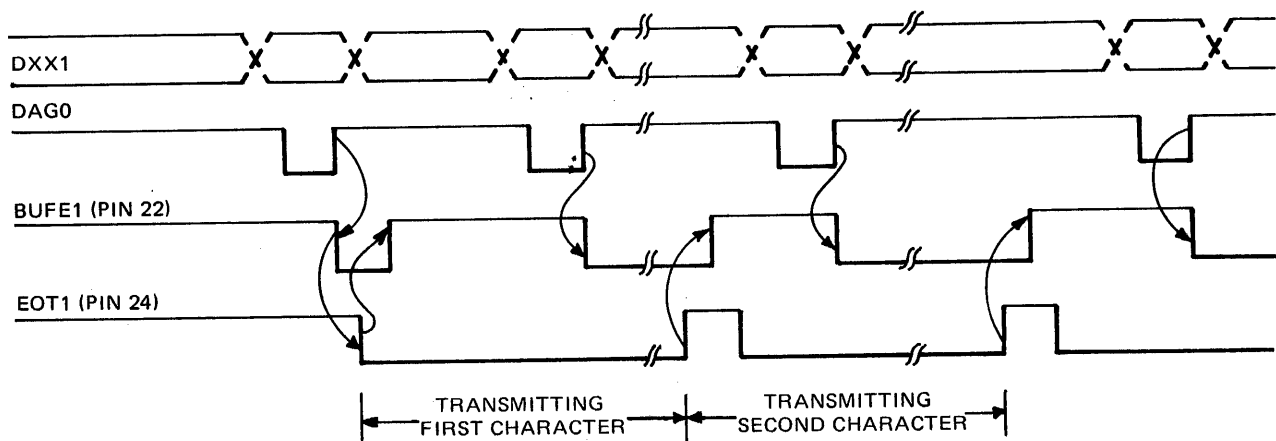 DXX1
DAG0
BUFE1 (PIN 22)
EOT1 (PIN 24)
TRANSMITTING
FIRST CHARACTER
TRANSMITTING
SECOND CHARACTER